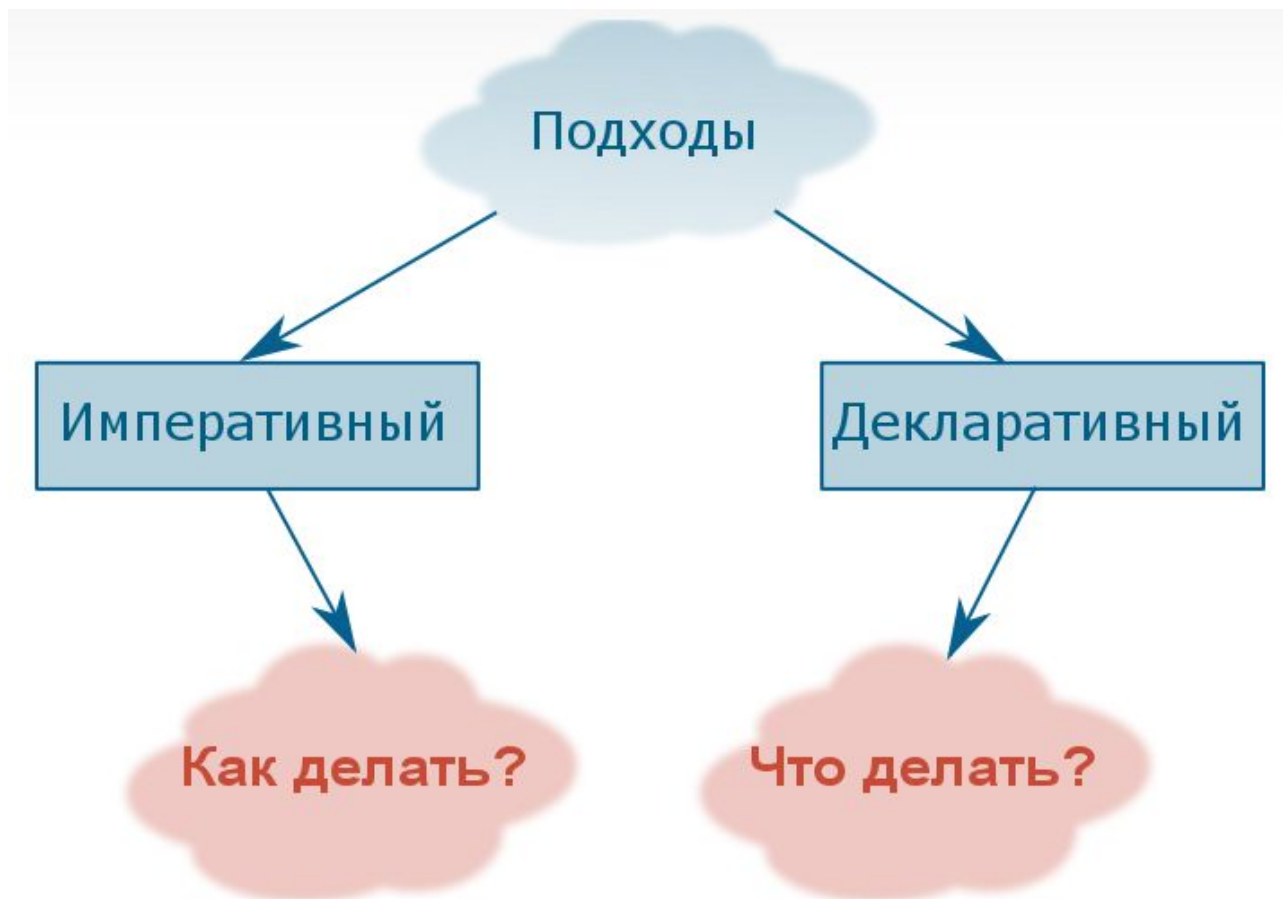 Подходы
Императивный
Декларативный
Как делать?
Что делать?